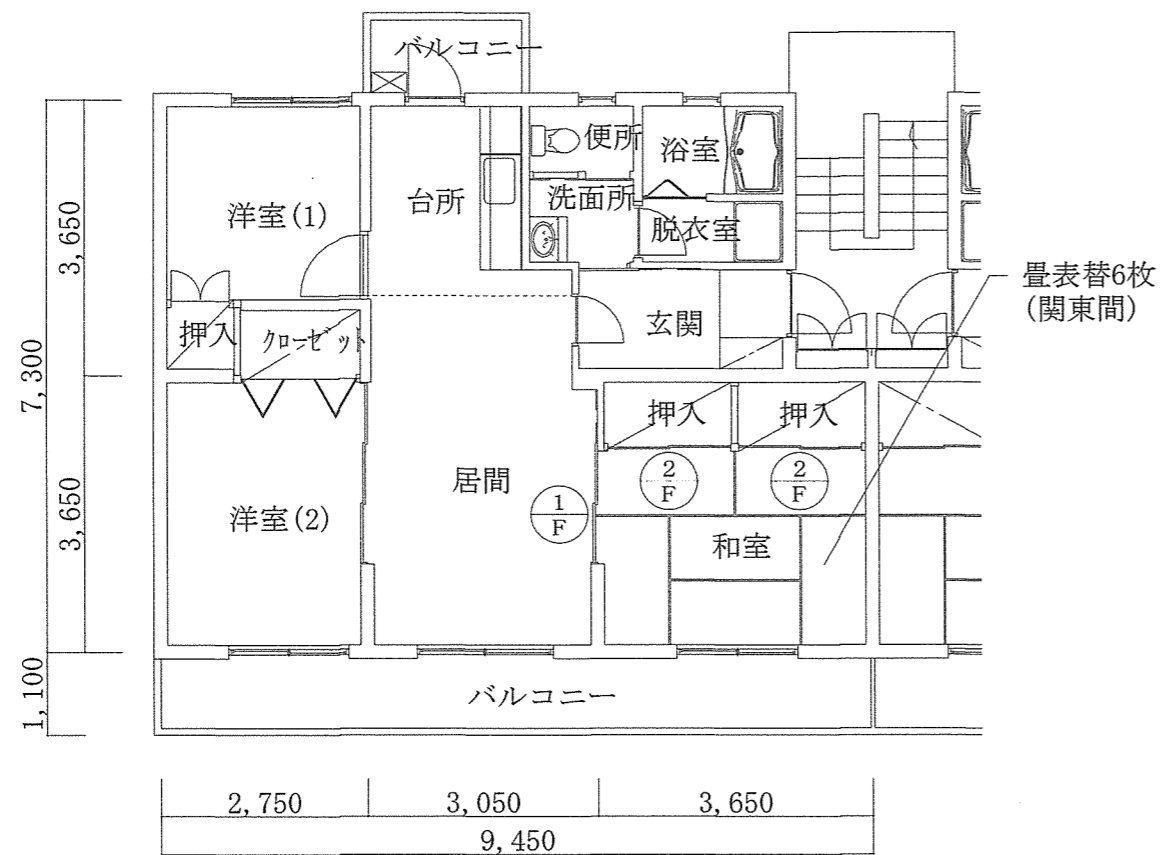 バルコニー
便所
浴室
台所
洗面所
洋室(1)
脱衣室
3,650
畳表替6枚
(関東間)
玄関
押入
クローゼット
7,300
押入
押入
居間
2
F
2
F
1
F
洋室(2)
和室
3,650
バルコニー
1,100
2,750
3,050
3,650
9,450